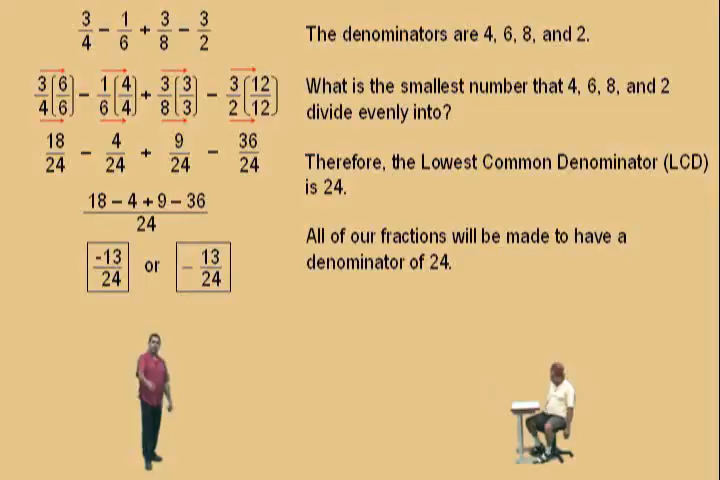 3/4 − 1/6 + 3/8 − 3/2
3/4(6/6) − 1/6(4/4) + 3/8(3/3) − 3/2(12/12)
18/24 − 4/24 + 9/24 − 36/24
18 − 4 + 9 − 36 / 24
-13/24 or − 13/24
The denominators are 4, 6, 8, and 2.
What is the smallest number that 4, 6, 8, and 2
divide evenly into?
Therefore, the Lowest Common Denominator (LCD)
is 24.
All of our fractions will be made to have a
denominator of 24.